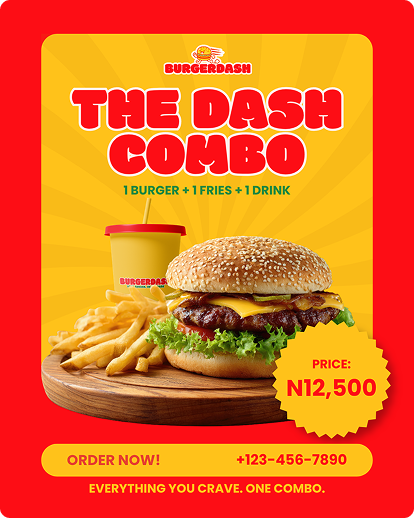 BURGERDASH
THE DASH
COMBO
1 BURGER + 1 FRIES + 1 DRINK
BURGERDASH
PRICE:
N12,500
ORDER NOW! +123-456-7890
EVERYTHING YOU CRAVE. ONE COMBO.